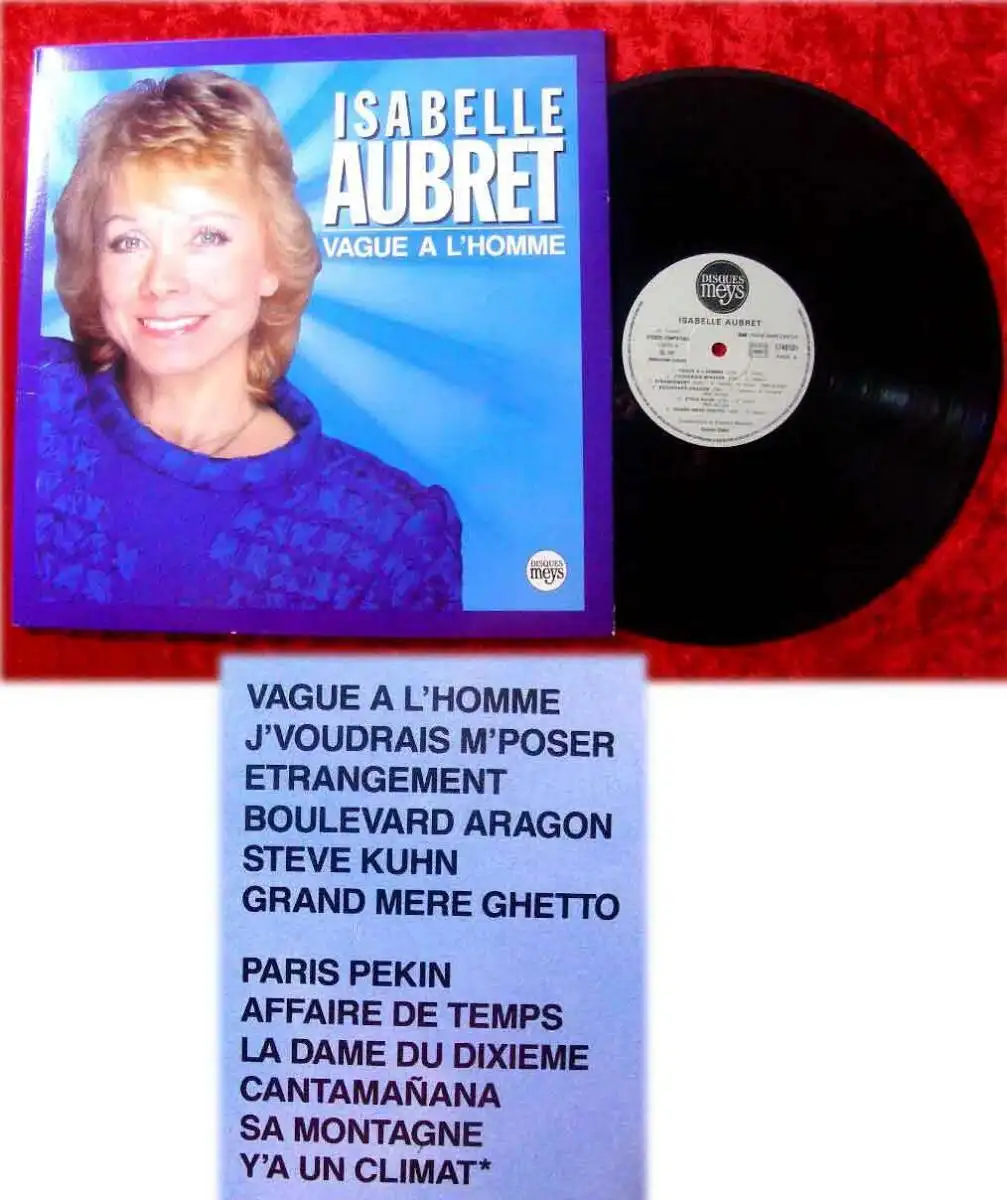 ISABELLE
AUBRET
VAGUE A L'HOMME
DISQUES
meys
DISQUES
meys
ISABELLE AUBRET
VAGUE A L'HOMME
J'VOUDRAIS M'POSER
ETRANGEMENT
BOULEVARD ARAGON
STEVE KUHN
GRAND MERE GHETTO
PARIS PEKIN
AFFAIRE DE TEMPS
LA DAME DU DIXIEME
CANTAMAÑANA
SA MONTAGNE
Y'A UN CLIMAT*